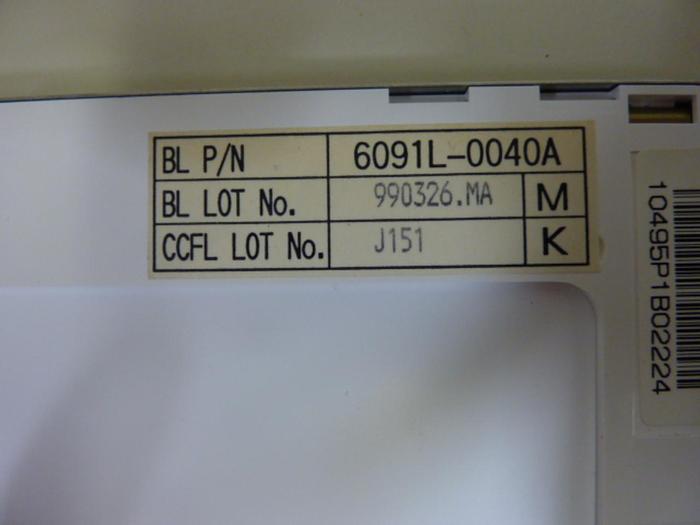 BL P/N 6091L-0040A
BL LOT No. 990326.MA M
CCFL LOT No. J151 K
10495P1B02224